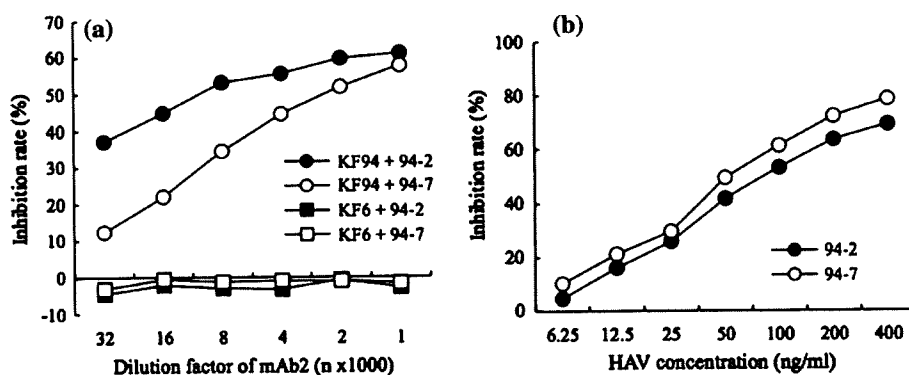 (a)
Inhibition rate (%)
70
60
50
40
30
20
10
0
-10
KF94 + 94-2
KF94 + 94-7
KF6 + 94-2
KF6 + 94-7
32 16 8 4 2 1
Dilution factor of mAb2 (n x1000)
(b)
Inhibition rate (%)
100
80
60
40
20
0
94-2
94-7
6.25 12.5 25 50 100 200 400
HAV concentration (ng/ml)